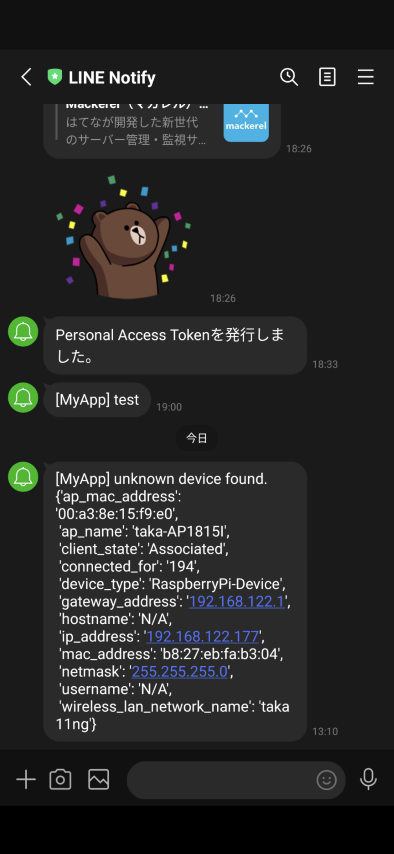 LINE Notify
Mackerel（マカレル）...
はてなが開発した新世代
のサーバー管理・監視サ...
mackerel
18:26
18:26
Personal Access Tokenを発行しま
した。
18:33
[MyApp] test
19:00
今日
[MyApp] unknown device found.
{'ap_mac_address':
'00:a3:8e:15:f9:e0',
'ap_name': 'taka-AP1815I',
'client_state': 'Associated',
'connected_for': '194',
'device_type': 'RaspberryPi-Device',
'gateway_address': '192.168.122.1',
'hostname': 'N/A',
'ip_address': '192.168.122.177',
'mac_address': 'b8:27:eb:fa:b3:04',
'netmask': '255.255.255.0',
'username': 'N/A',
'wireless_lan_network_name': 'taka
11ng'}
13:10